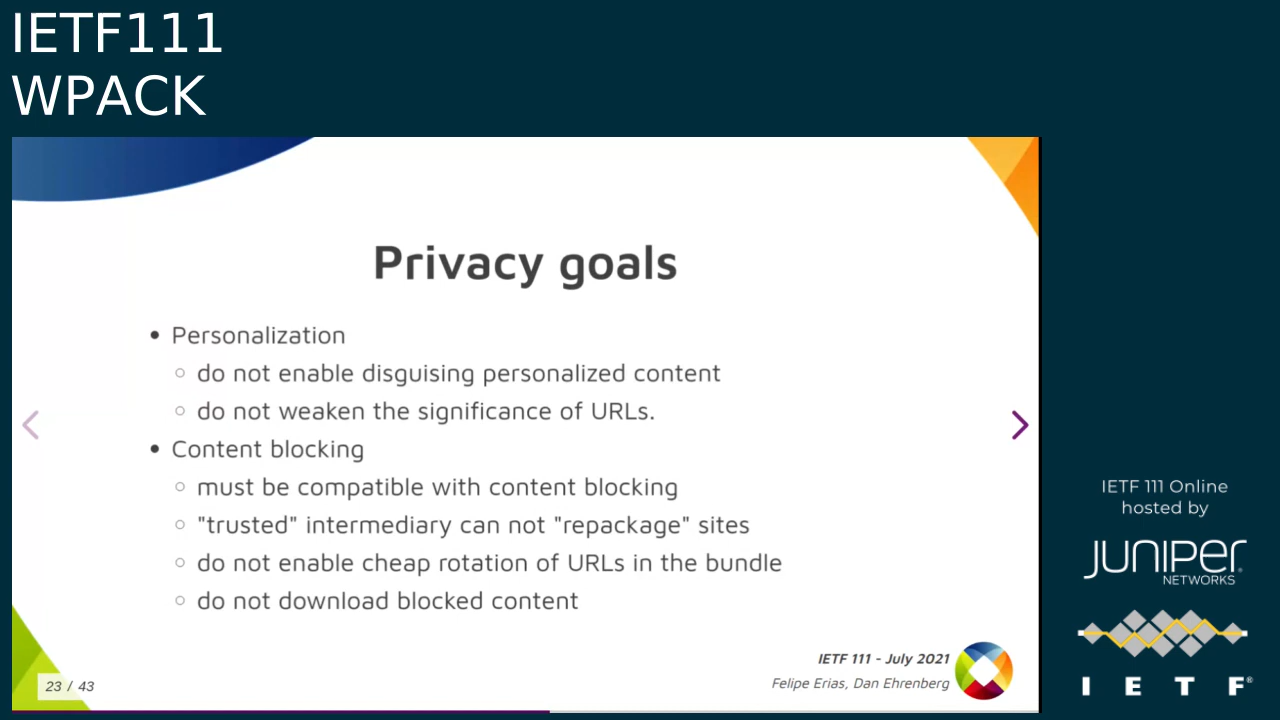 IETF111
WPACK
Privacy goals
• Personalization
○ do not enable disguising personalized content
○ do not weaken the significance of URLs.
• Content blocking
○ must be compatible with content blocking
○ "trusted" intermediary can not "repackage" sites
○ do not enable cheap rotation of URLs in the bundle
○ do not download blocked content
IETF 111 - July 2021
Felipe Erias, Dan Ehrenberg
23 / 43
IETF 111 Online
hosted by
JUNIPER
NETWORKS
I E T F®